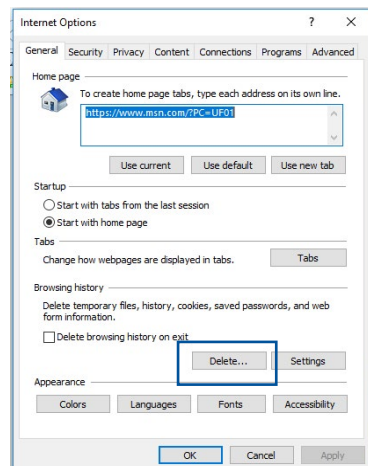 Internet Options ? X
General Security Privacy Content Connections Programs Advanced
Home page
To create home page tabs, type each address on its own line.
https://www.msn.com/?PC=UF01
Use current Use default Use new tab
Startup
Start with tabs from the last session
Start with home page
Tabs
Change how webpages are displayed in tabs. Tabs
Browsing history
Delete temporary files, history, cookies, saved passwords, and web
form information.
Delete browsing history on exit
Delete... Settings
Appearance
Colors Languages Fonts Accessibility
OK Cancel Apply